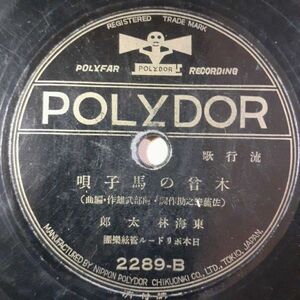 REGISTERED TRADE MARK
POLYFAR POLYDOR RECORDING
POLYDOR
歌行流
唄子馬の曾木
郎太林海東
団楽絃管ルードリポ本日
2289-B
MANUFACTURED BY NIPPON POLYDOR CHIKUONKI CO., LTD., TOKYO, JAPAN.